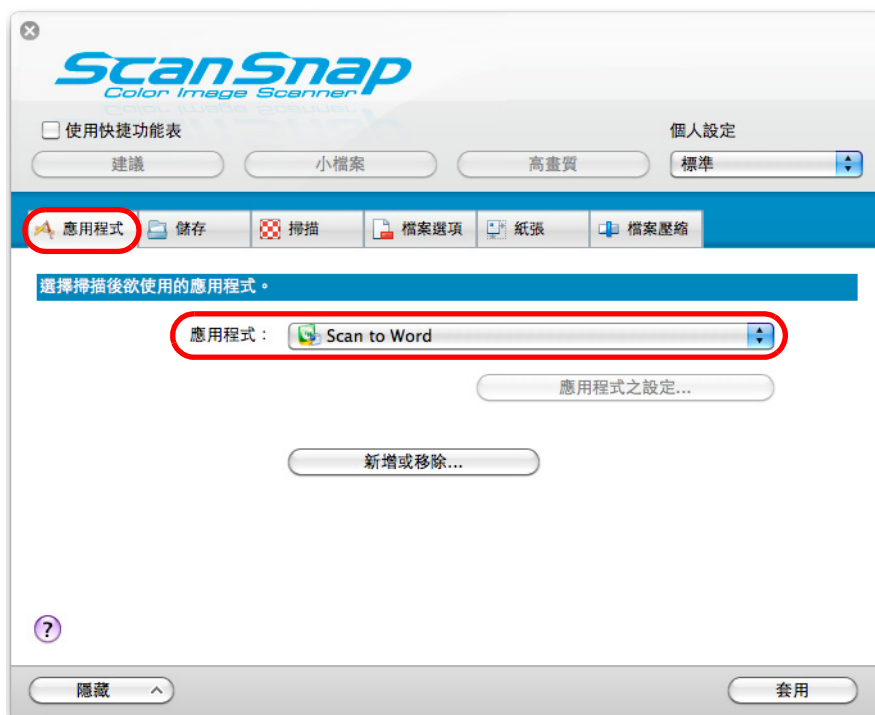 ScanSnap
Color Image Scanner
使用快捷功能表
個人設定
建議 小檔案 高畫質 標準
應用程式 儲存 掃描 檔案選項 紙張 檔案壓縮
選擇掃描後欲使用的應用程式。
應用程式： Scan to Word
應用程式之設定...
新增或移除...
?
隱藏 套用